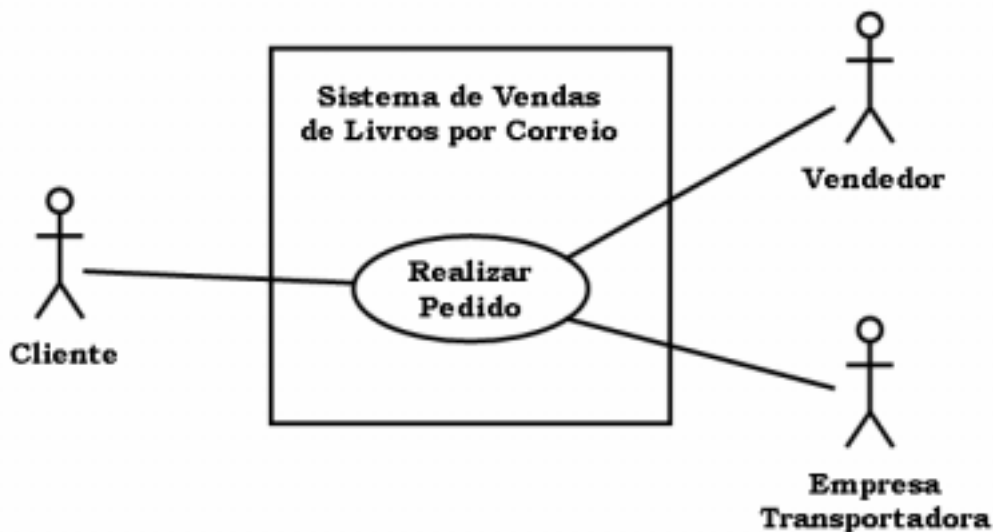 Sistema de Vendas
de Livros por Correio
Vendedor
Realizar
Pedido
Cliente
Empresa
Transportadora